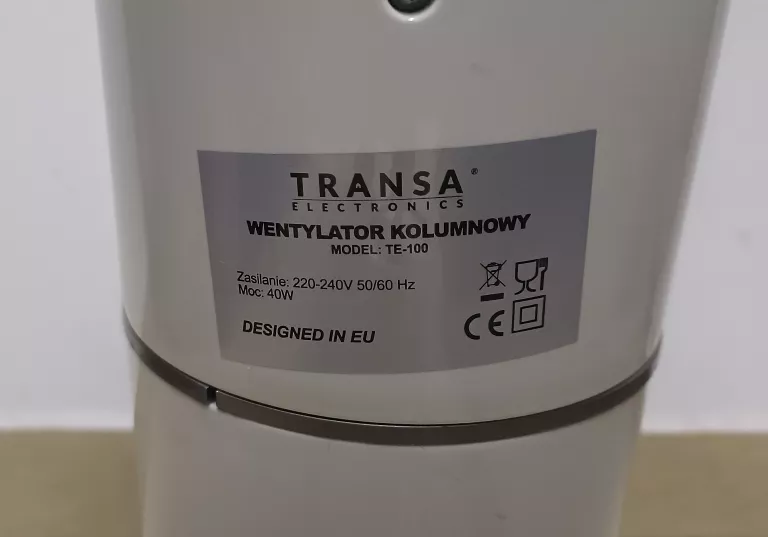 TRANSA®
ELECTRONICS
WENTYLATOR KOLUMNOWY
MODEL: TE-100
Zasilanie: 220-240V 50/60 Hz
Moc: 40W
DESIGNED IN EU
CE